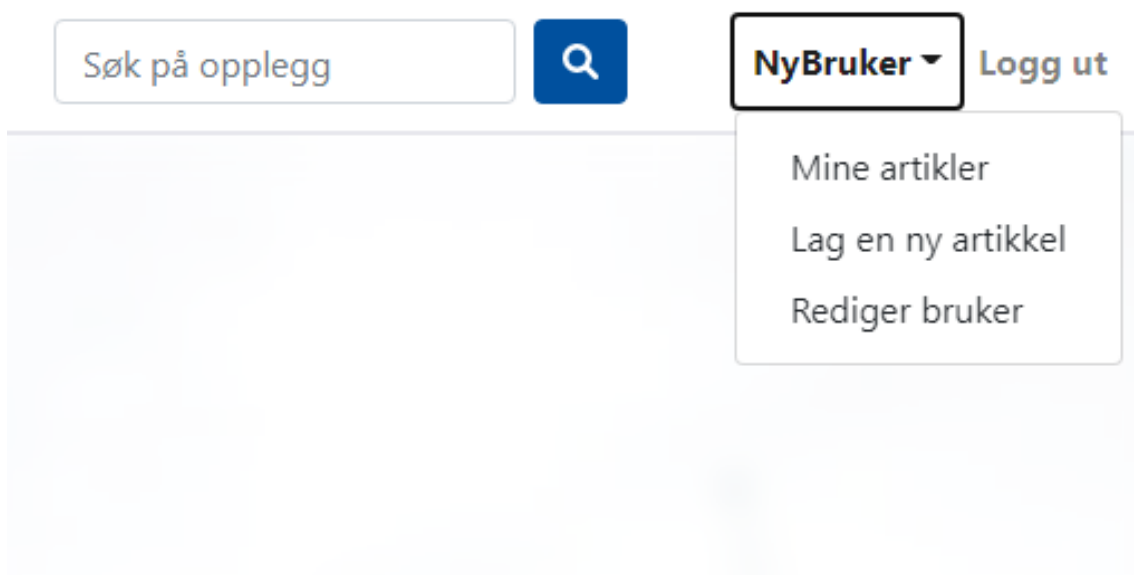 Søk på opplegg
NyBruker Logg ut
Mine artikler
Lag en ny artikkel
Rediger bruker